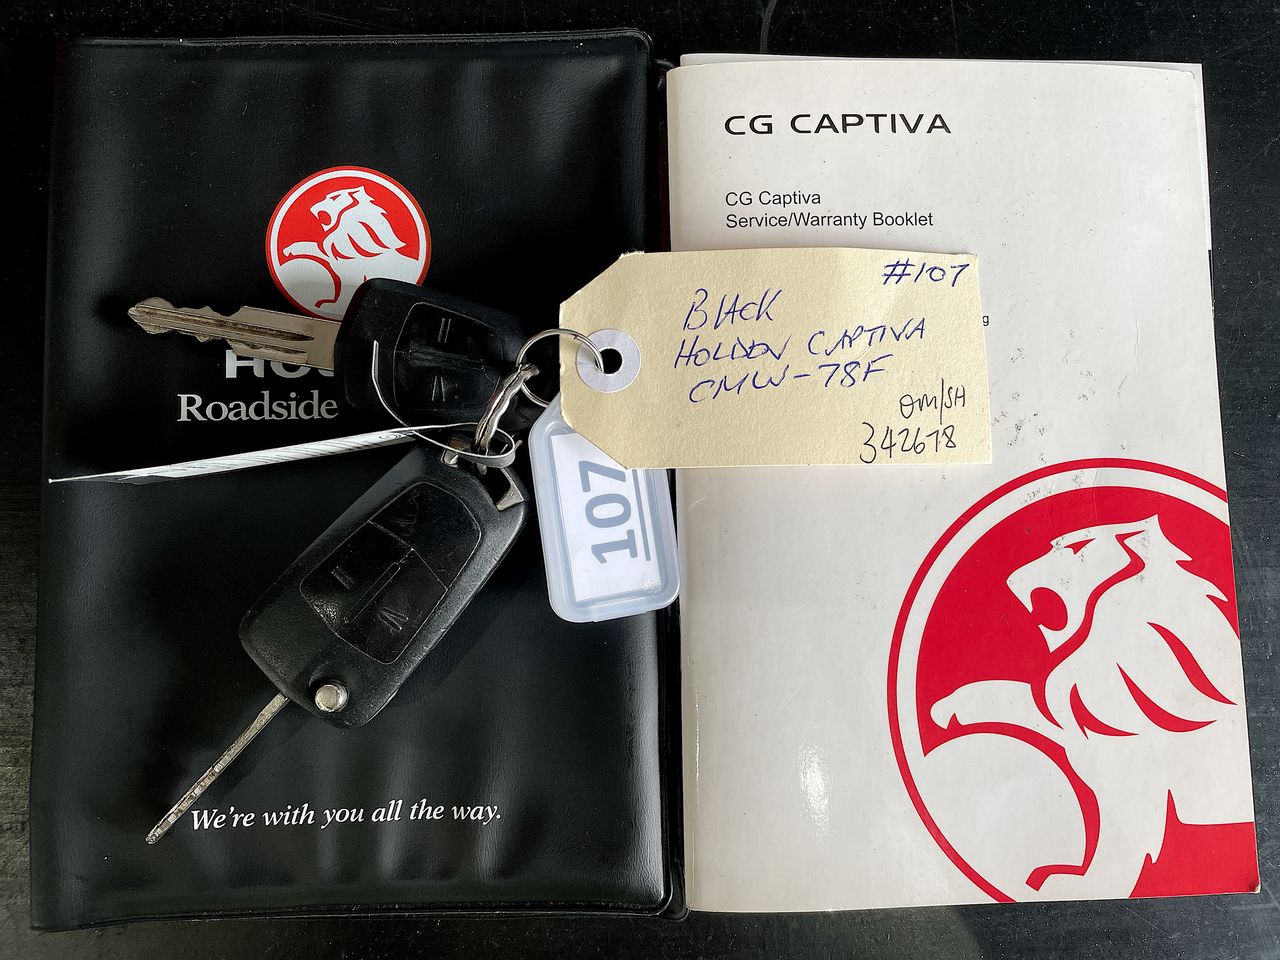 HO
Roadside
We're with you all the way.
CG CAPTIVA
CG Captiva
Service/Warranty Booklet
g
#107
BLACK
HOLDEN CAPTIVA
CMW-78F
OM/SH
342678
107